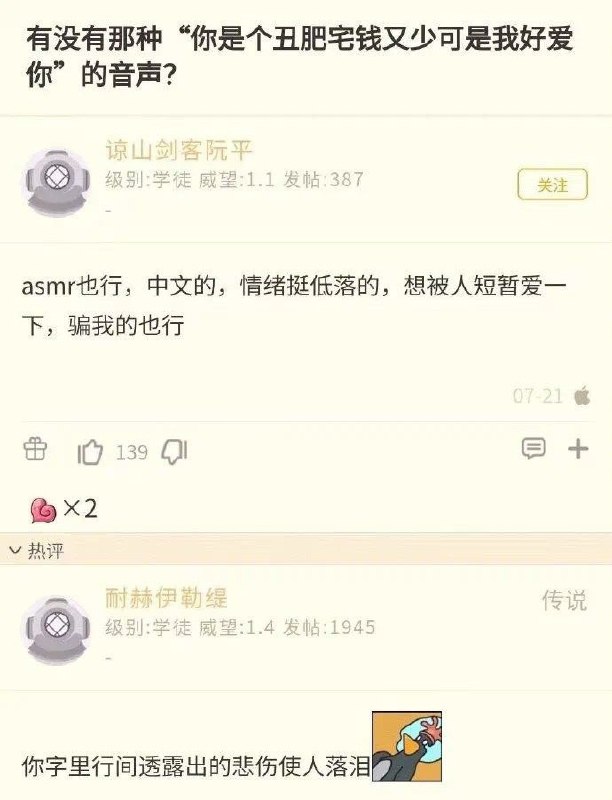 有没有那种“你是个丑肥宅钱又少可是我好爱
你”的音声？
谅山剑客阮平
级别:学徒 威望:1.1 发帖:387
关注
-
asmr也行，中文的，情绪挺低落的，想被人短暂爱一
下，骗我的也行
07-21
139
×2
热评
耐赫伊勒缇
传说
级别:学徒 威望:1.4 发帖:1945
-
你字里行间透露出的悲伤使人落泪